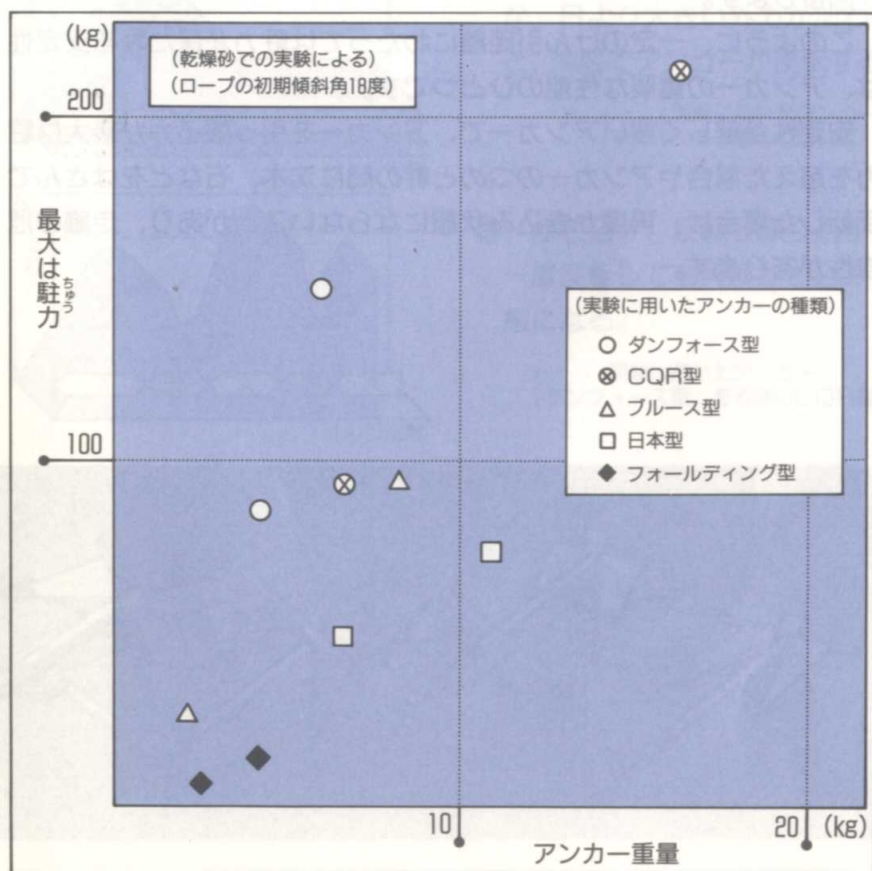 (kg)
(乾燥砂での実験による)
(ロープの初期傾斜角18度)
200
最大は駐力
ちゅう
(実験に用いたアンカーの種類)
ダンフォース型
CQR型
ブルース型
日本型
フォールディング型
100
10
20
(kg)
アンカー重量